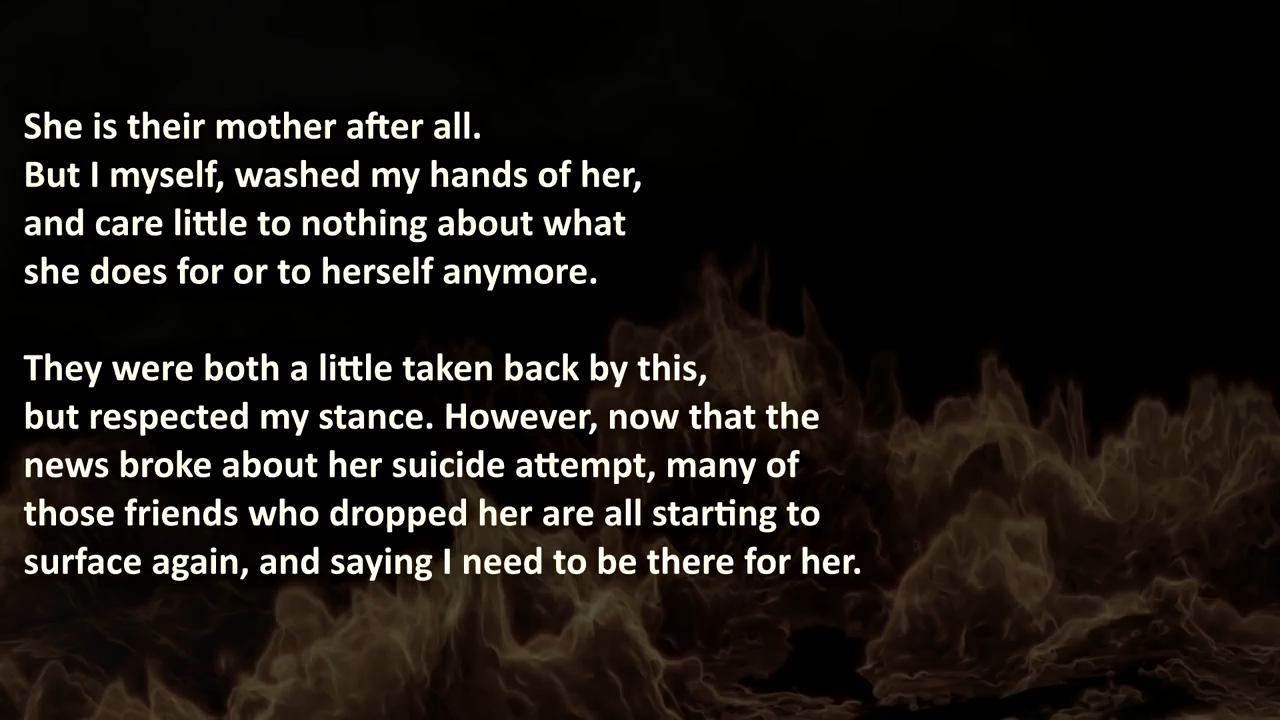 She is their mother after all.
But I myself, washed my hands of her,
and care little to nothing about what
she does for or to herself anymore.
They were both a little taken back by this,
but respected my stance. However, now that the
news broke about her suicide attempt, many of
those friends who dropped her are all starting to
surface again, and saying I need to be there for her.